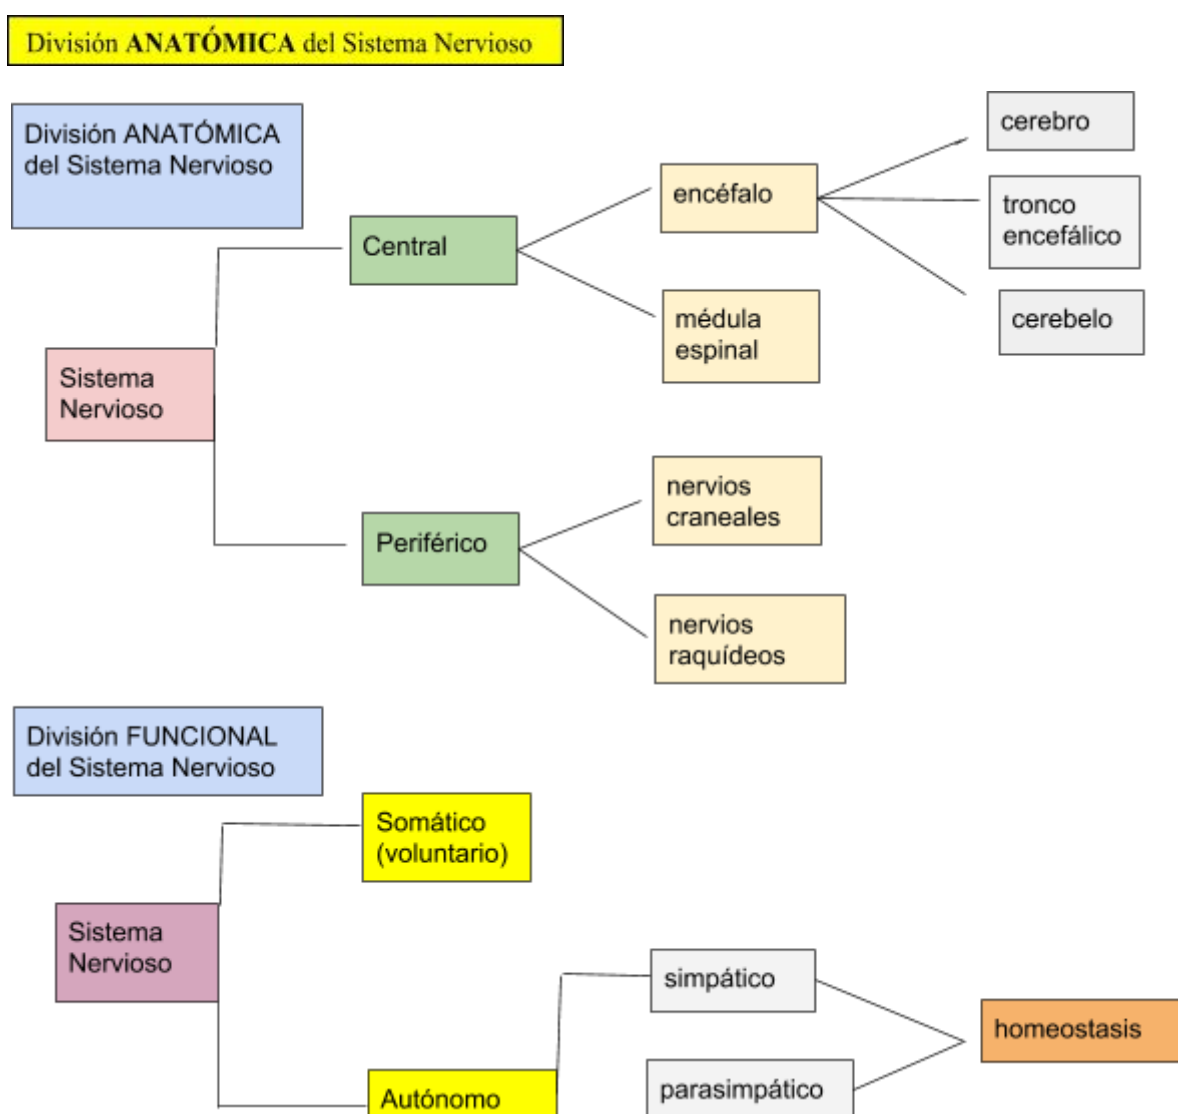 División ANATÓMICA del Sistema Nervioso
División ANATÓMICA
del Sistema Nervioso
Central
encéfalo
cerebro
tronco
encefálico
cerebelo
médula
espinal
Sistema
Nervioso
Periférico
nervios
craneales
nervios
raquídeos
División FUNCIONAL
del Sistema Nervioso
Somático
(voluntario)
Sistema
Nervioso
Autónomo
simpático
parasimpático
homeostasis